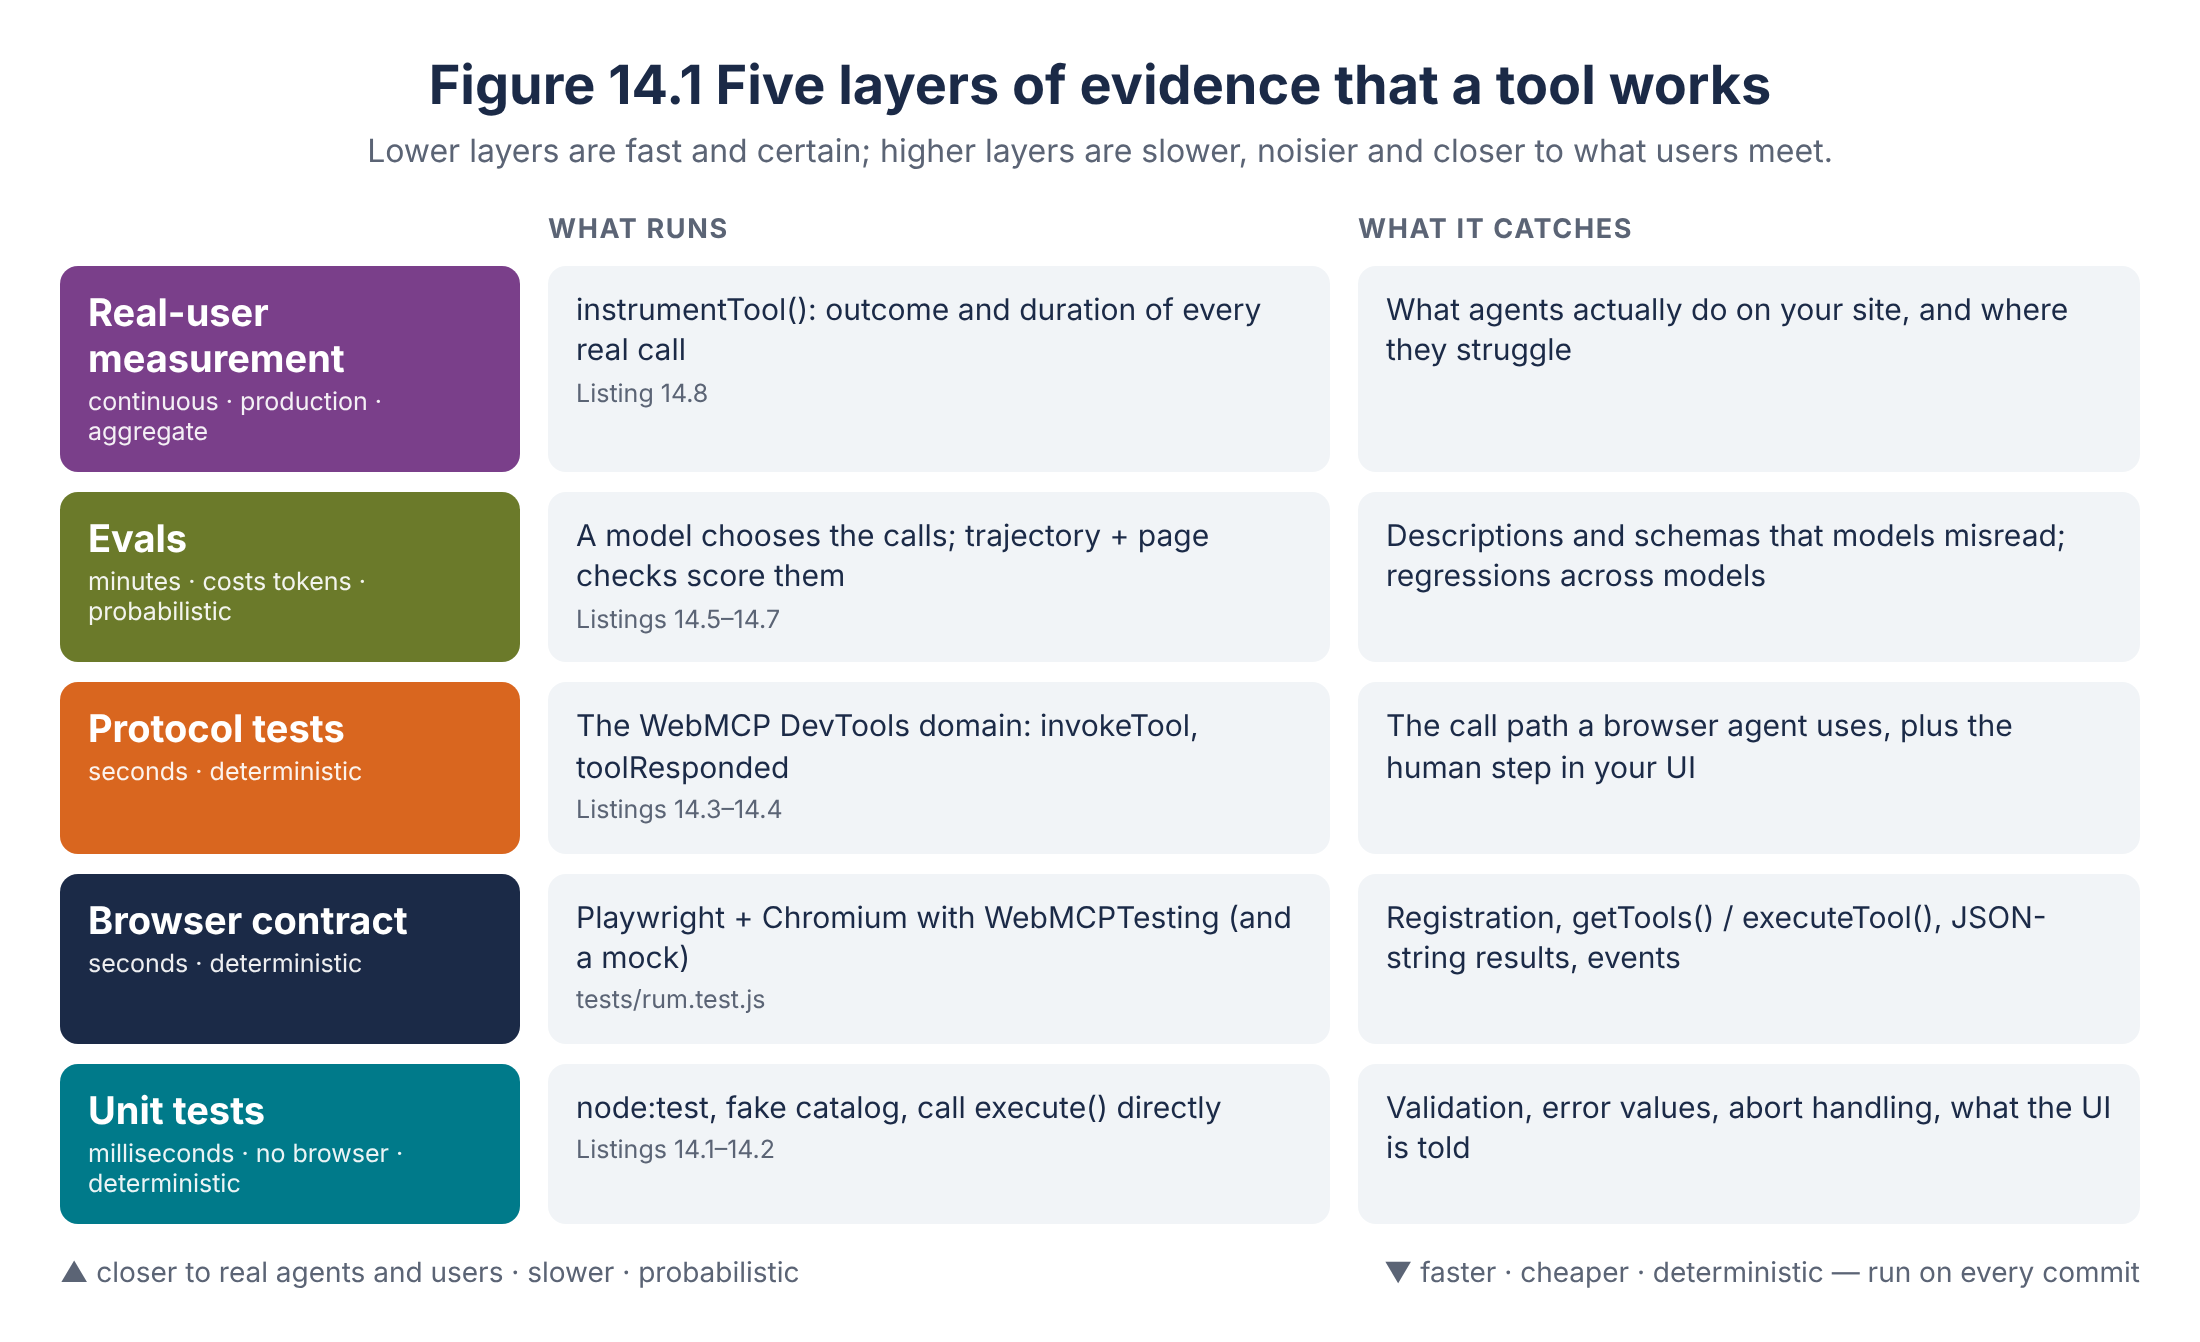 Figure 14.1 Five layers of evidence that a tool works
Lower layers are fast and certain; higher layers are slower, noisier and closer to what users meet.
WHAT RUNS
WHAT IT CATCHES
Real-user
measurement
continuous · production ·
aggregate
instrumentTool(): outcome and duration of every
real call
Listing 14.8
What agents actually do on your site, and where
they struggle
Evals
minutes · costs tokens ·
probabilistic
A model chooses the calls; trajectory + page
checks score them
Listings 14.5–14.7
Descriptions and schemas that models misread;
regressions across models
Protocol tests
seconds · deterministic
The WebMCP DevTools domain: invokeTool,
toolResponded
Listings 14.3–14.4
The call path a browser agent uses, plus the
human step in your UI
Browser contract
seconds · deterministic
Playwright + Chromium with WebMCPTesting (and
a mock)
tests/rum.test.js
Registration, getTools() / executeTool(), JSON-
string results, events
Unit tests
milliseconds · no browser ·
deterministic
node:test, fake catalog, call execute() directly
Listings 14.1–14.2
Validation, error values, abort handling, what the UI
is told
▲ closer to real agents and users · slower · probabilistic
▼ faster · cheaper · deterministic — run on every commit